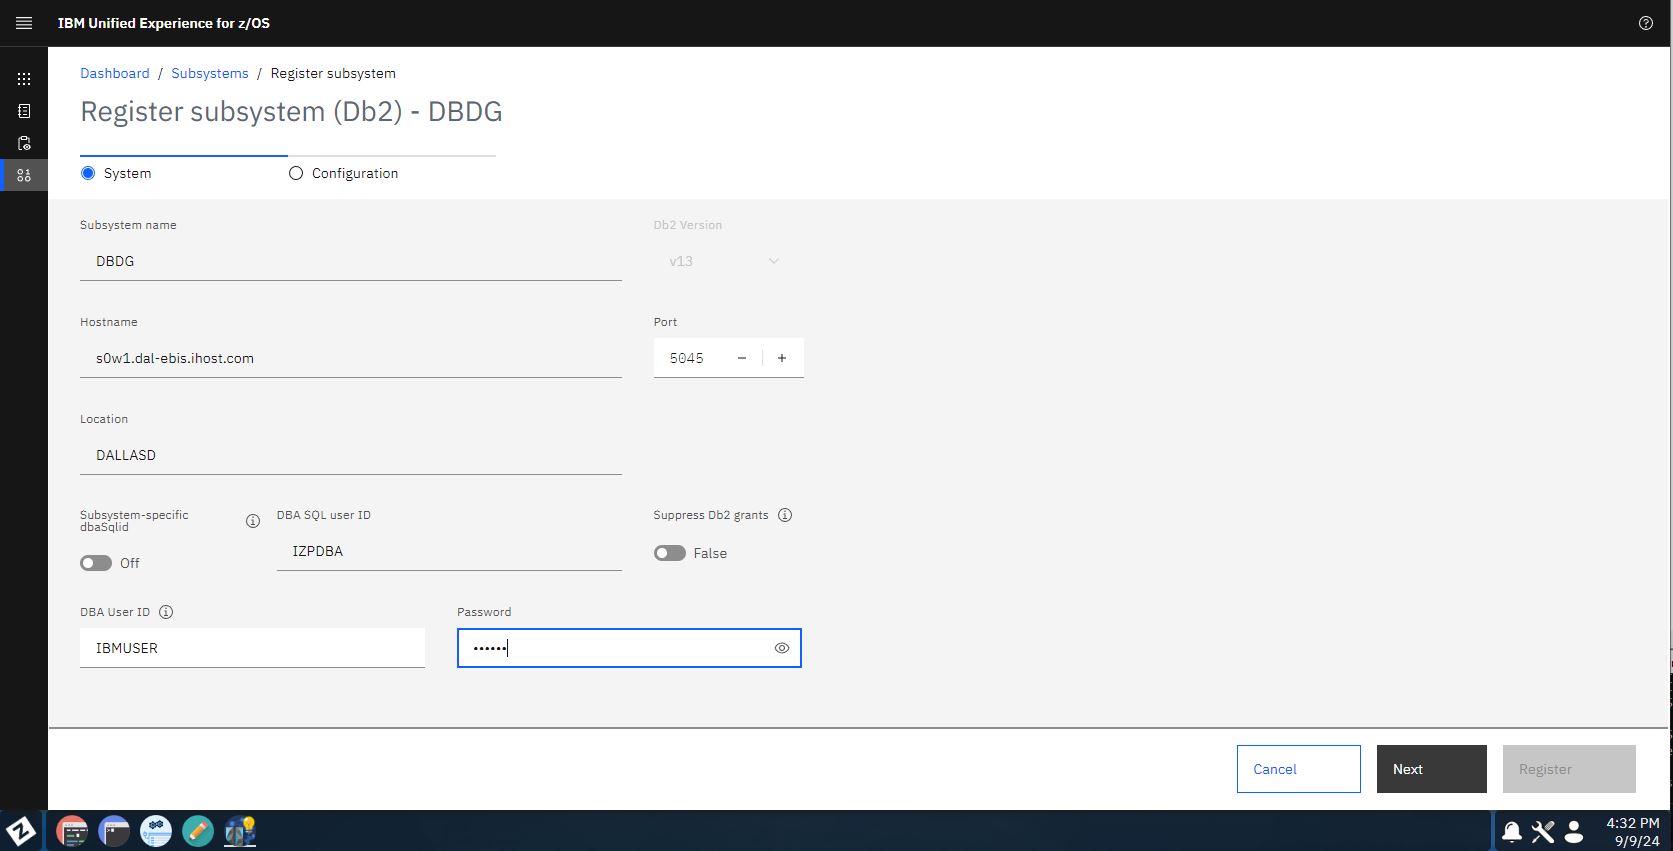 IBM Unified Experience for z/OS
Dashboard / Subsystems / Register subsystem
Register subsystem (Db2) - DBDG
System
Configuration
Subsystem name
Db2 Version
DBDG
v13
Hostname
Port
s0w1.dal-ebis.ihost.com
5045 − +
Location
DALLASD
Subsystem-specific
dbaSqlid
DBA SQL user ID
Suppress Db2 grants
Off
IZPDBA
False
DBA User ID
Password
IBMUSER
••••••
Cancel
Next
Register
4:32 PM
9/9/24